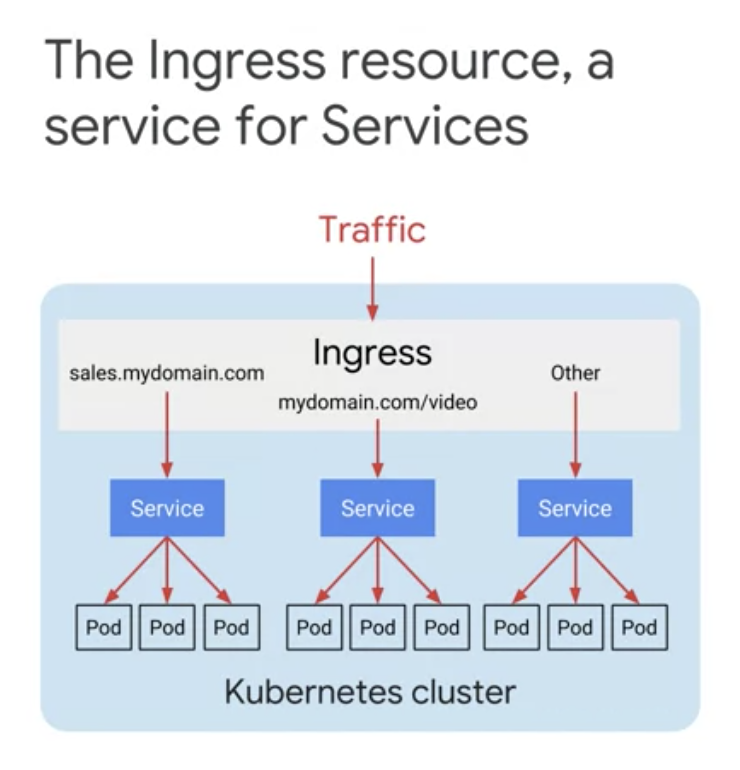 The Ingress resource, a
service for Services
Traffic
Ingress
sales.mydomain.com
Other
mydomain.com/video
Service
Service
Service
Pod Pod Pod Pod Pod Pod Pod Pod Pod
Kubernetes cluster